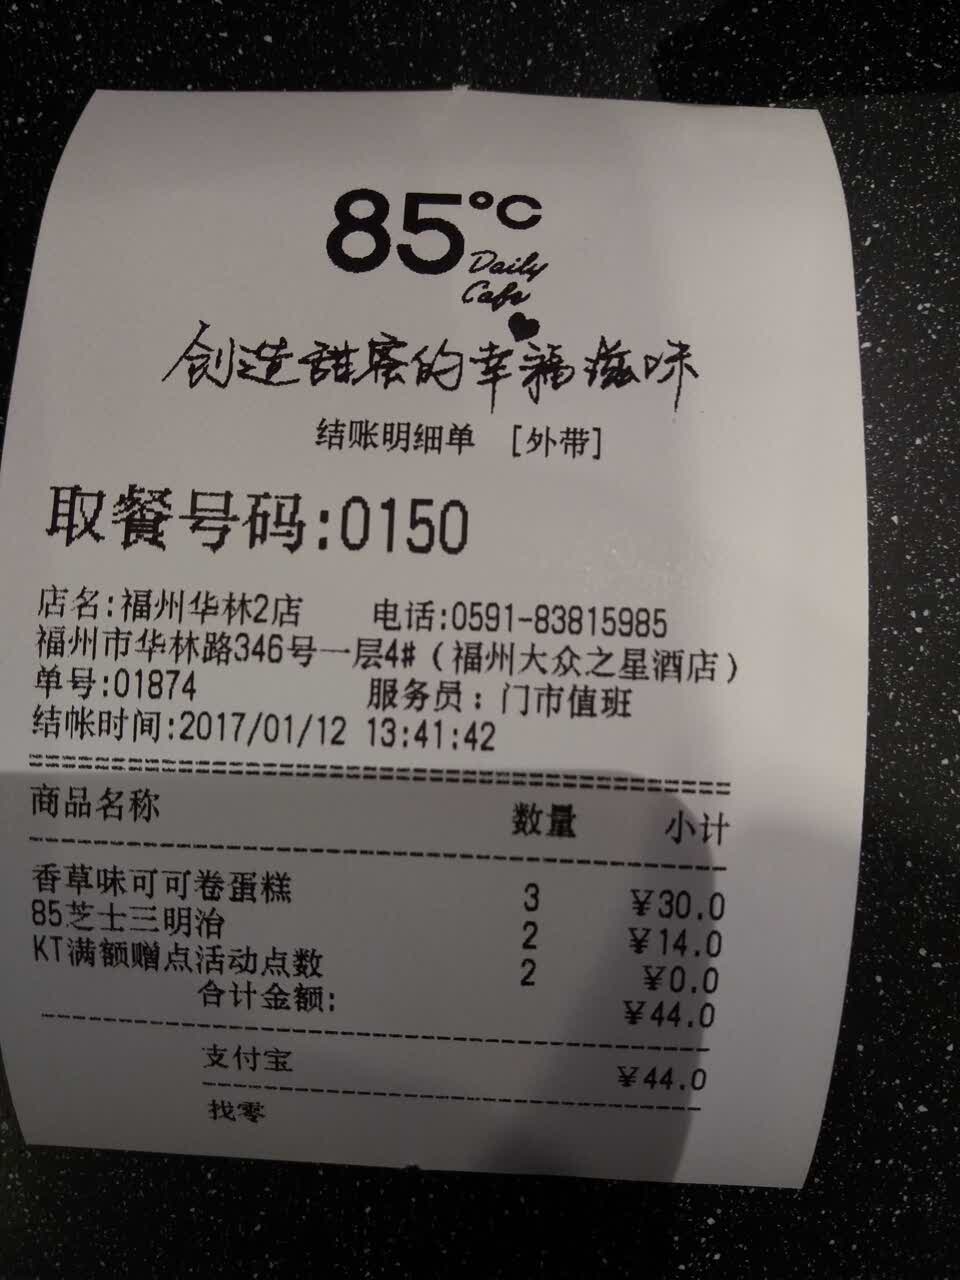 85°C
Daily
Cafe
创造甜蜜的幸福滋味
结账明细单 [外带]
取餐号码:0150
店名:福州华林2店 电话:0591-83815985
福州市华林路346号一层4#(福州大众之星酒店)
单号:01874 服务员:门市值班
结帐时间:2017/01/12 13:41:42
商品名称 数量 小计
香草味可可卷蛋糕 3 ¥30.0
85芝士三明治 2 ¥14.0
KT满额赠点活动点数 2 ¥0.0
合计金额: ¥44.0
支付宝 ¥44.0
找零